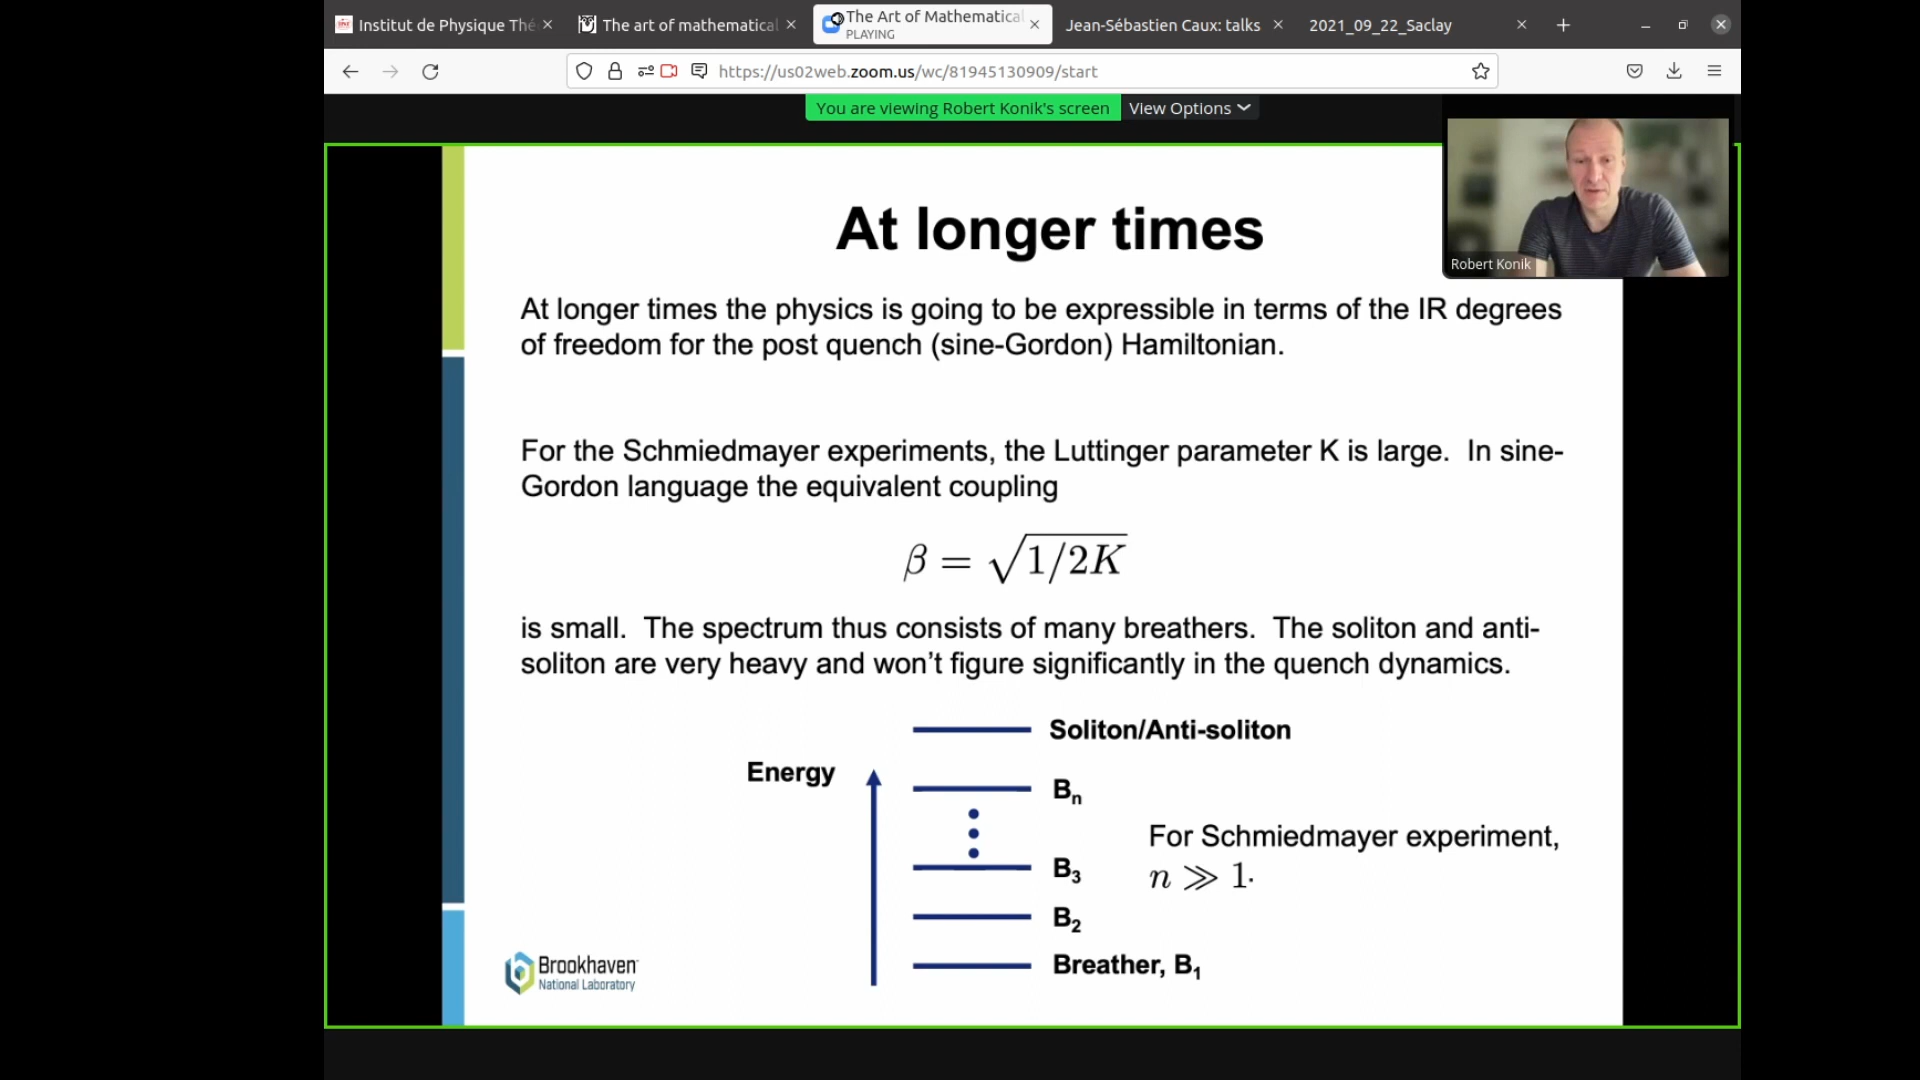 Institut de Physique Thé
The art of mathematical
The Art of Mathematica
PLAYING
Jean-Sébastien Caux: talks
2021_09_22_Saclay
https://us02web.zoom.us/wc/81945130909/start
You are viewing Robert Konik's screen
View Options
Robert Konik
At longer times
At longer times the physics is going to be expressible in terms of the IR degrees
of freedom for the post quench (sine-Gordon) Hamiltonian.
For the Schmiedmayer experiments, the Luttinger parameter K is large. In sine-
Gordon language the equivalent coupling
β = √1/2K
is small. The spectrum thus consists of many breathers. The soliton and anti-
soliton are very heavy and won't figure significantly in the quench dynamics.
Soliton/Anti-soliton
Energy
Bn
For Schmiedmayer experiment,
n ≫ 1.
B3
B2
Breather, B1
Brookhaven
National Laboratory